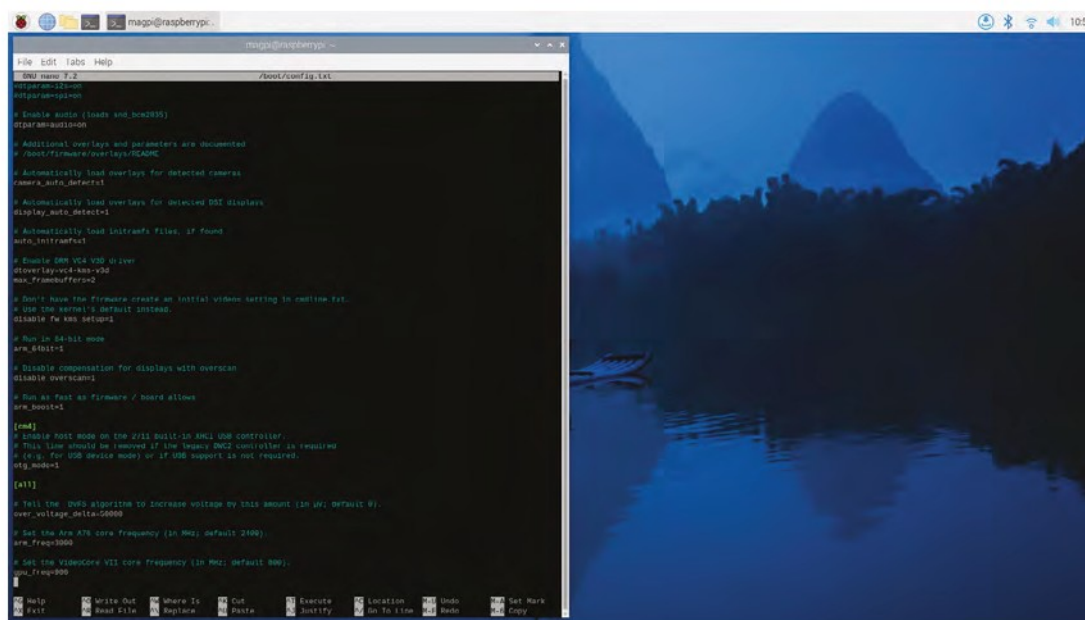 magpi@raspberrypi:
10:5
magpi@raspberrypi: ~
File Edit Tabs Help
GNU nano 7.2 /boot/config.txt
#dtparam=i2s=on
#dtparam=spi=on
# Enable audio (loads snd_bcm2835)
dtparam=audio=on
# Additional overlays and parameters are documented
# /boot/firmware/overlays/README
# Automatically load overlays for detected cameras
camera_auto_detect=1
# Automatically load overlays for detected DSI displays
display_auto_detect=1
# Automatically load initramfs files, if found
auto_initramfs=1
# Enable DRM VC4 V3D driver
dtoverlay=vc4-kms-v3d
max_framebuffers=2
# Don't have the firmware create an initial video= setting in cmdline.txt.
# Use the kernel's default instead.
disable_fw_kms_setup=1
# Run in 64-bit mode
arm_64bit=1
# Disable compensation for displays with overscan
disable_overscan=1
# Run as fast as firmware / board allows
arm_boost=1
[cm4]
# Enable host mode on the 2711 built-in XHCI USB controller.
# This line should be removed if the legacy DWC2 controller is required
# (e.g. for USB device mode) or if USB support is not required.
otg_mode=1
[all]
# Tell the DVFS algorithm to increase voltage by this amount (in µV; default 0).
over_voltage_delta=50000
# Set the Arm A76 core frequency (in MHz; default 2400).
arm_freq=3000
# Set the VideoCore VII core frequency (in MHz; default 800).
gpu_freq=900
^G Help ^O Write Out ^W Where Is ^K Cut ^T Execute ^C Location M-U Undo M-A Set Mark
^X Exit ^R Read File ^\ Replace ^U Paste ^J Justify ^/ Go To Line M-E Redo M-6 Copy